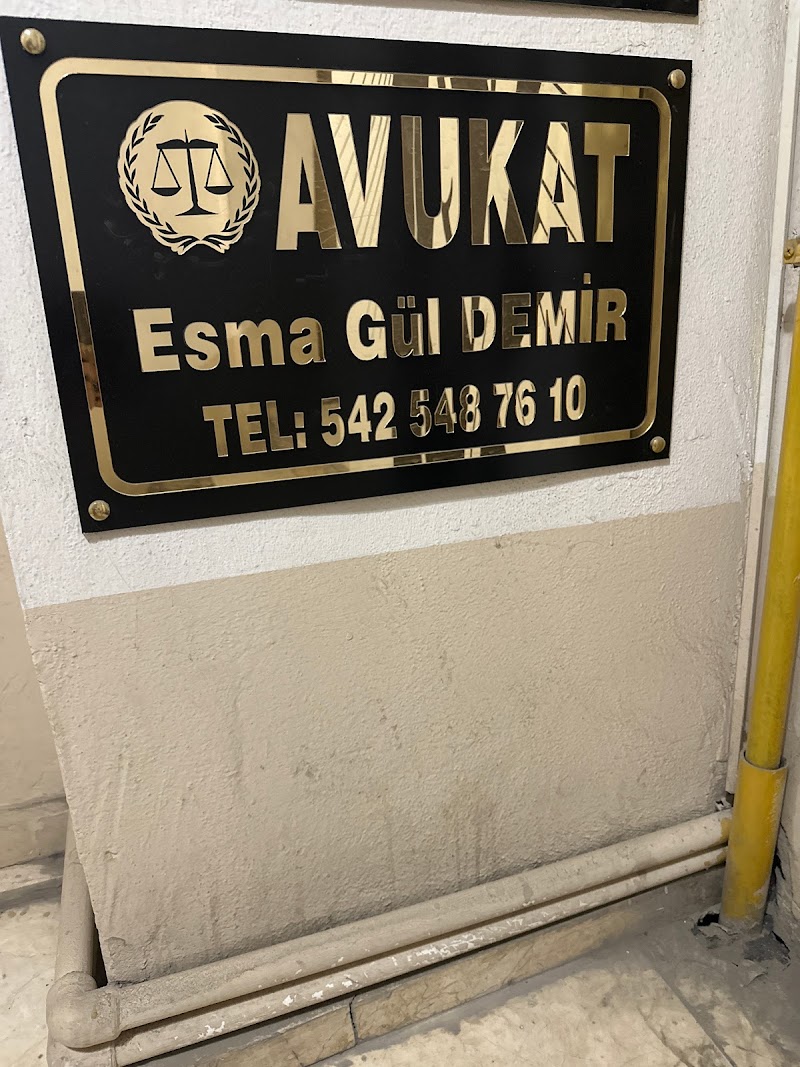 AVUKAT
Esma Gül DEMİR
TEL: 542 548 76 10